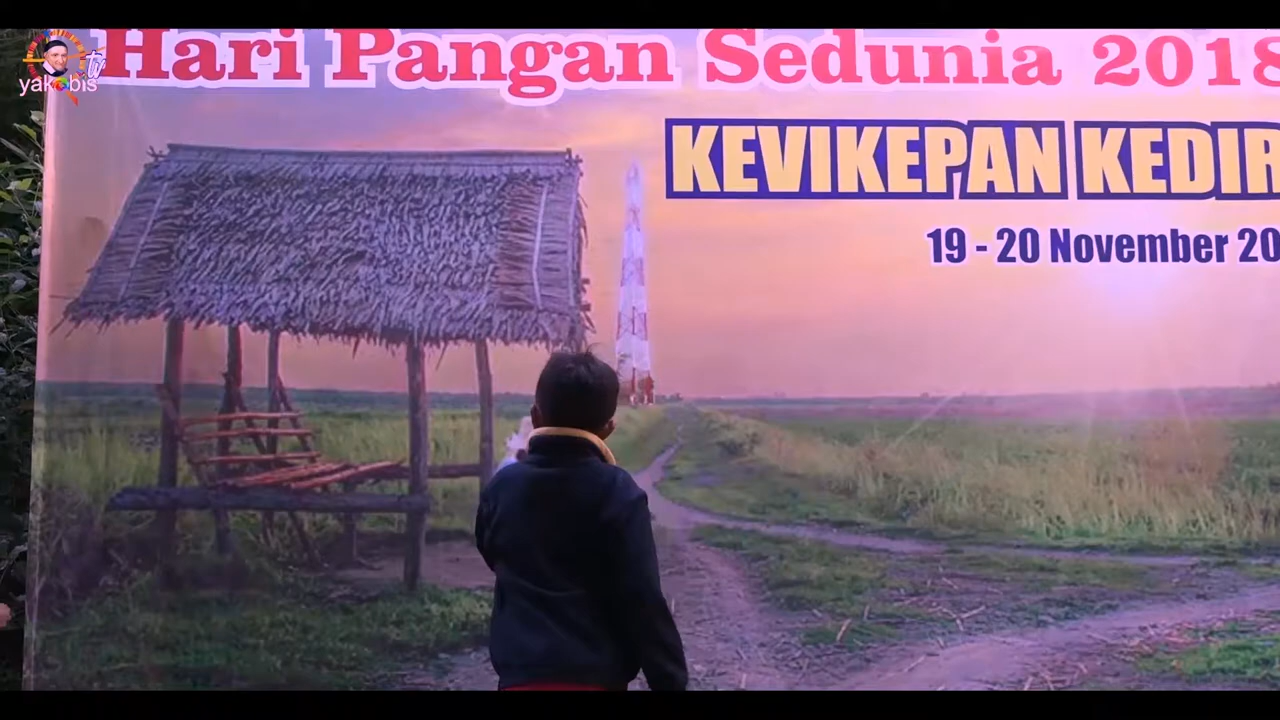 Hari Pangan Sedunia 2018
KEVIKEPAN KEDIR
19 - 20 November 20
yakobis
tv